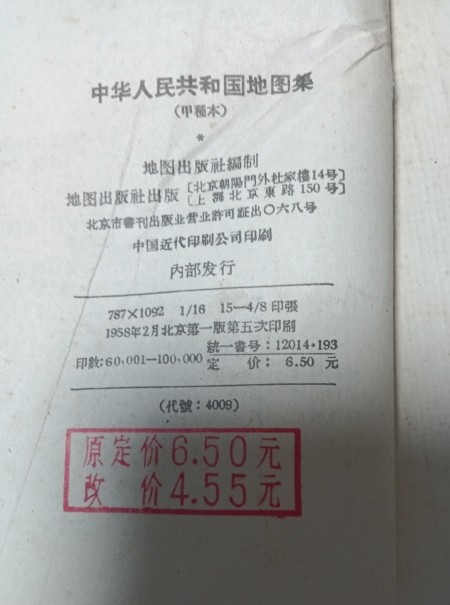 中华人民共和国地图集
(甲種本)
*
地图出版社編制
地图出版社出版 [北京朝陽門外杜家樓14号]
[上海北京東路150号]
北京市書刊出版业营业許可証出〇六八号
中国近代印刷公司印刷
內部发行
787×1092 1/16 15—4/8 印張
1958年2月北京第一版第五次印刷
統一書号:12014·193
印数:60,001—100,000 定 价: 6.50 元
(代號:4009)
原定价6.50元
改 价4.55元